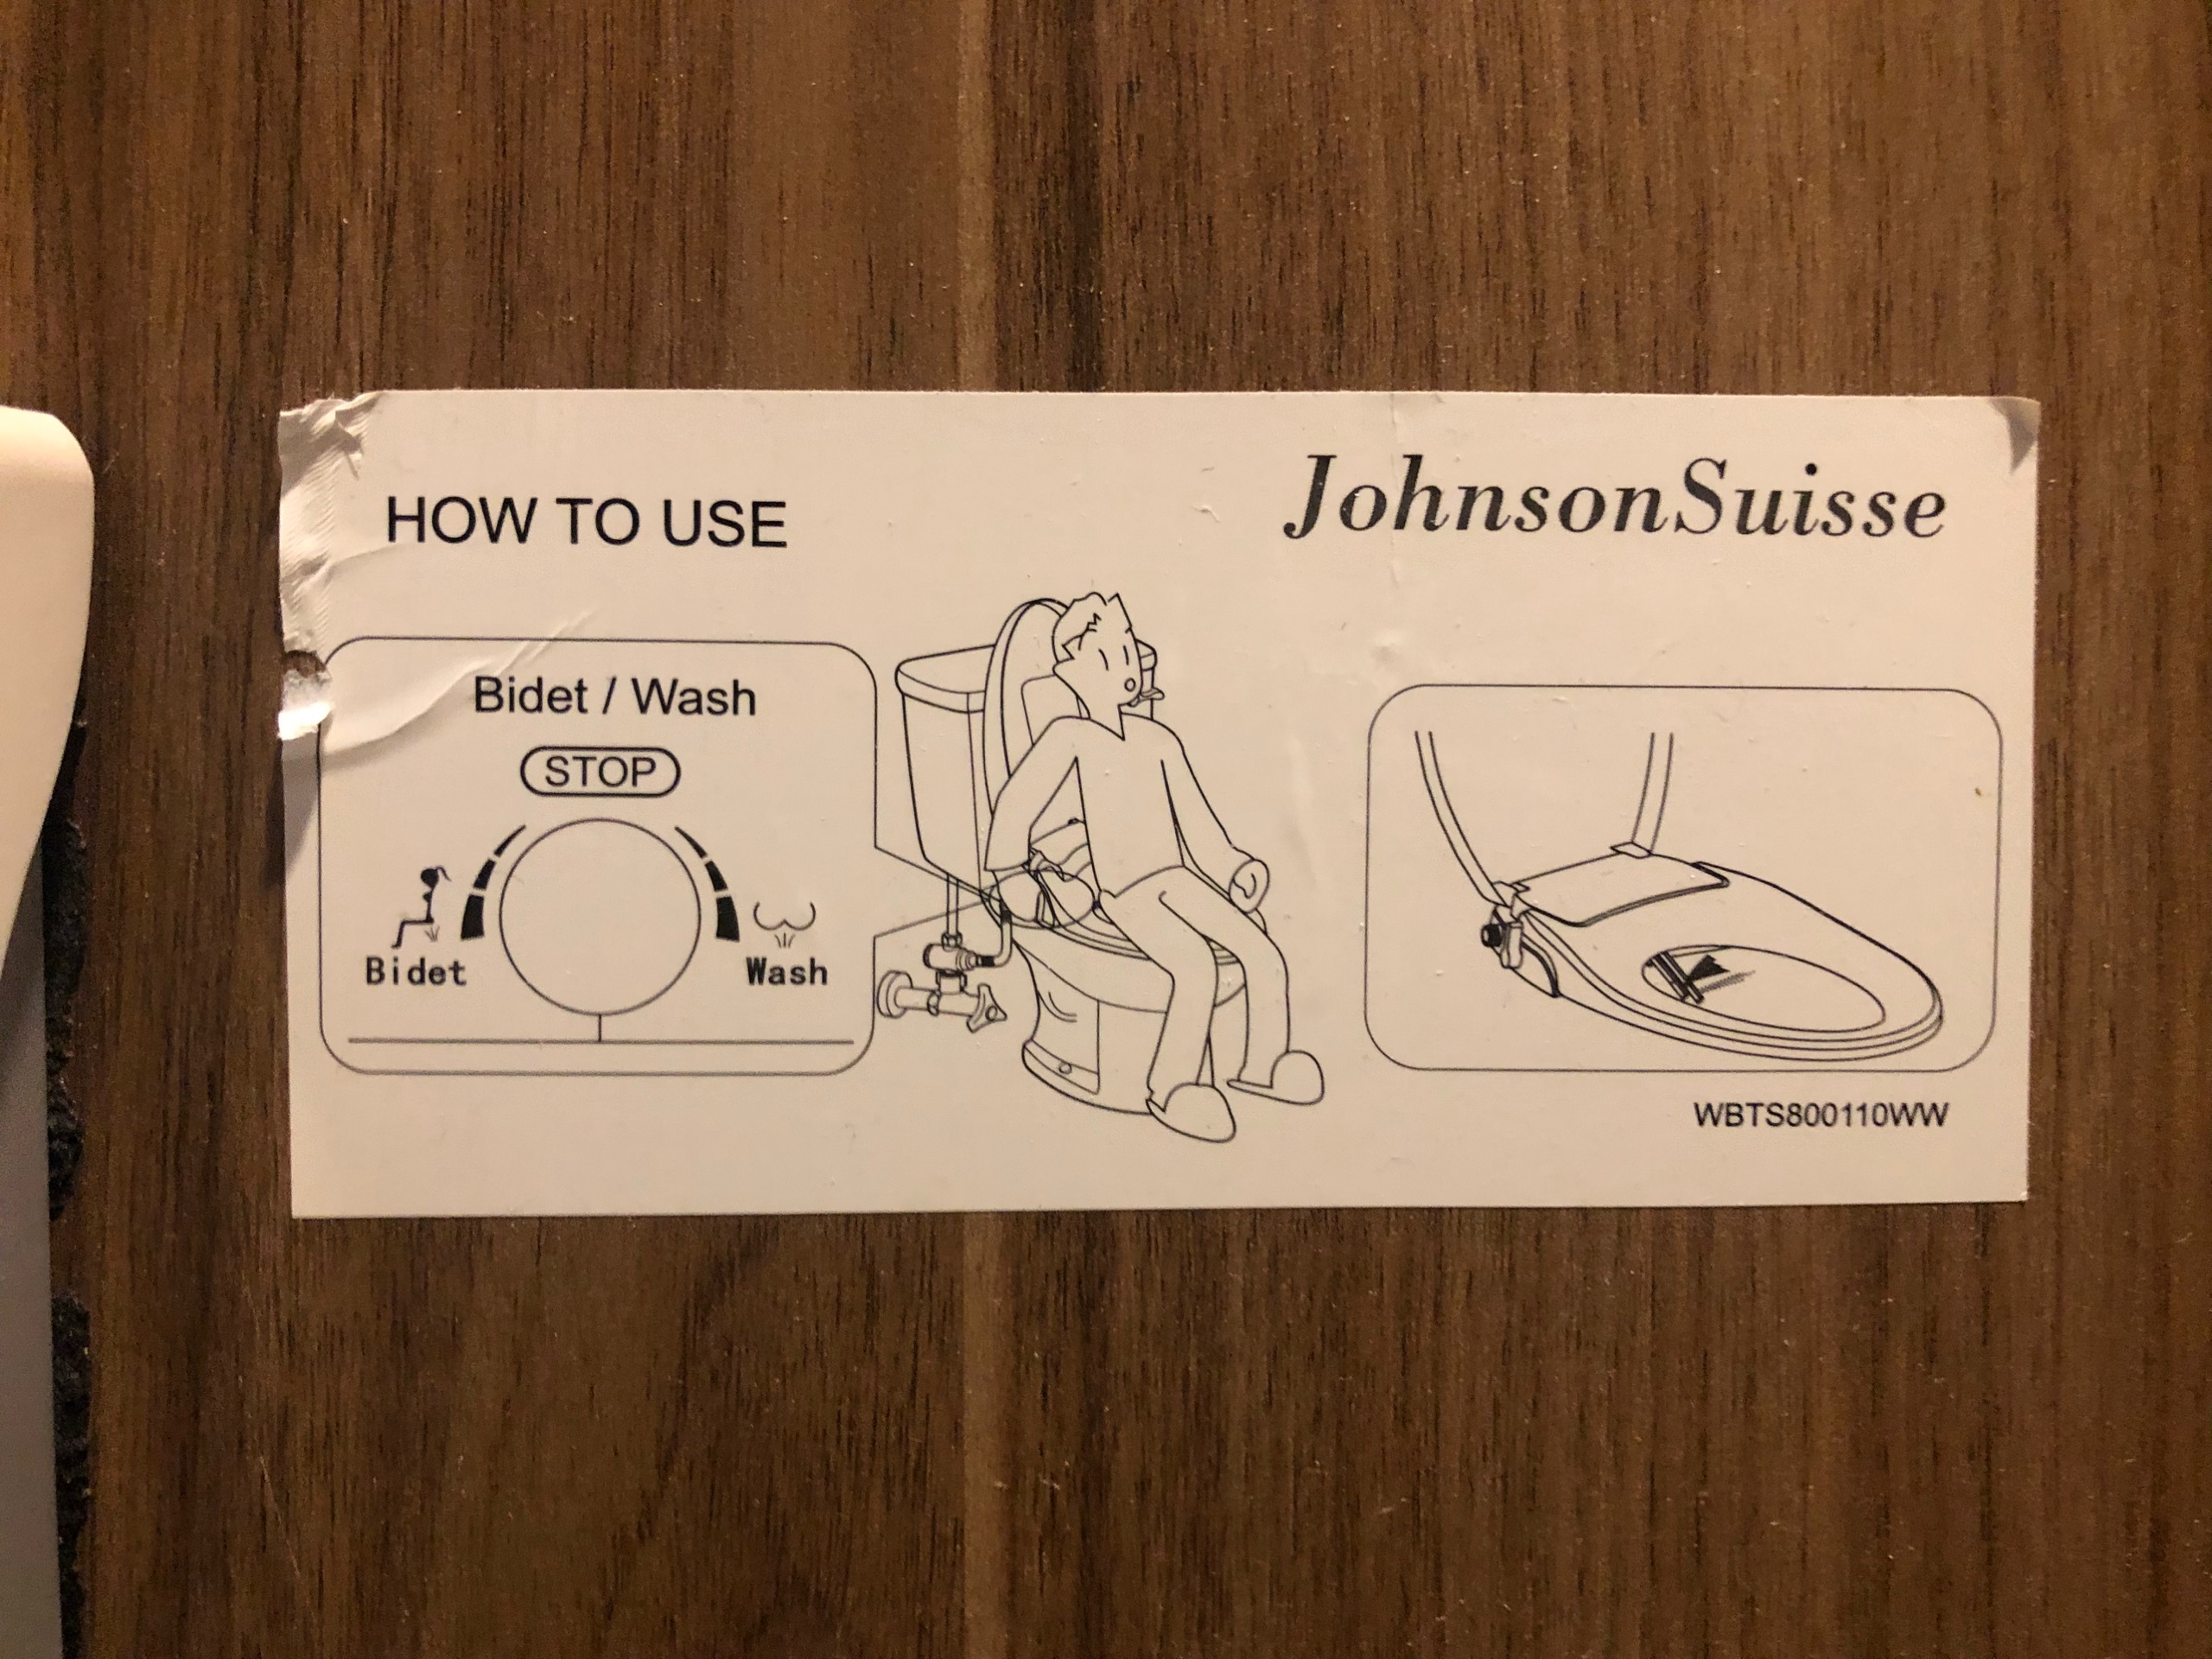 HOW TO USE
JohnsonSuisse
Bidet / Wash
STOP
Bidet
Wash
WBTS800110WW